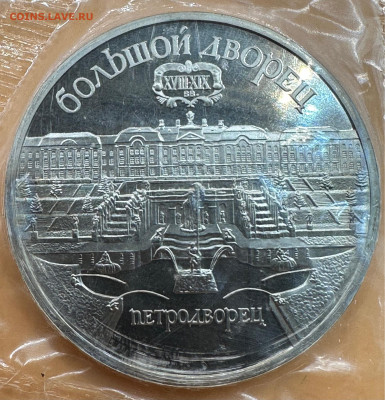 COINS.LAVE.RU
БОЛЬШОЙ ДВОРЕЦ
XVIII-XIX
ВВ.
ПЕТРОДВОРЕЦ